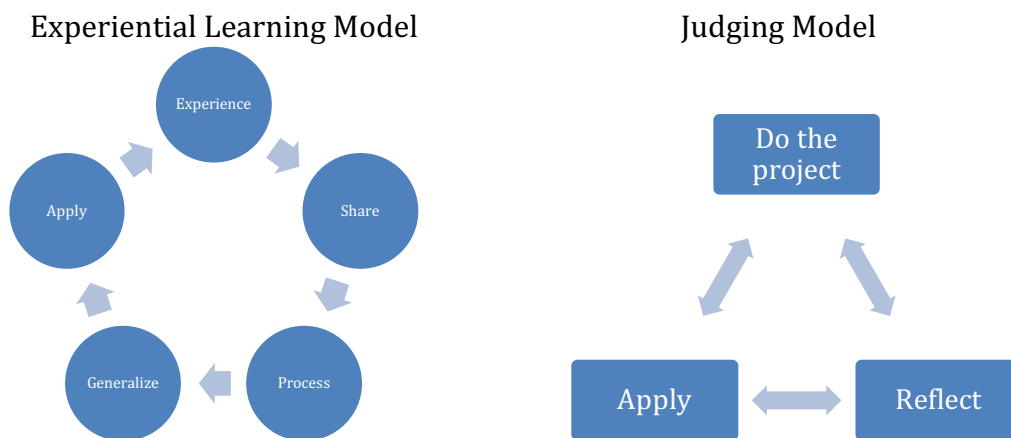 Experiential Learning Model
Experience
Share
Process
Generalize
Apply
Judging Model
Do the
project
Reflect
Apply